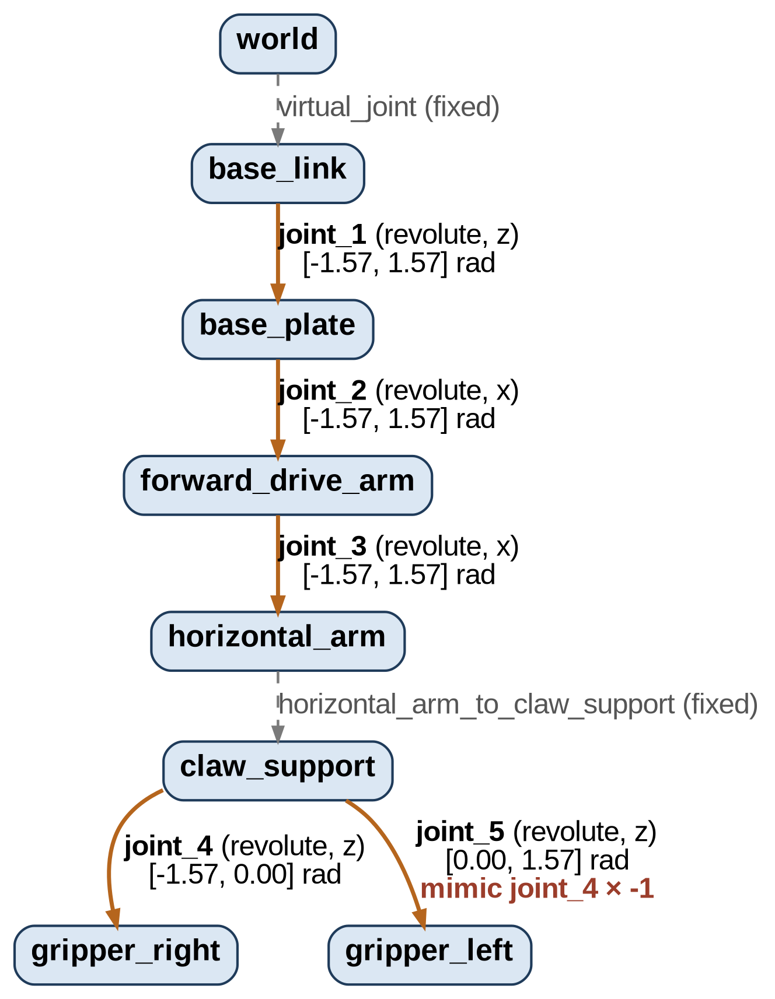 world
virtual_joint (fixed)
base_link
joint_1 (revolute, z)
[-1.57, 1.57] rad
base_plate
joint_2 (revolute, x)
[-1.57, 1.57] rad
forward_drive_arm
joint_3 (revolute, x)
[-1.57, 1.57] rad
horizontal_arm
horizontal_arm_to_claw_support (fixed)
claw_support
joint_4 (revolute, z)
[-1.57, 0.00] rad
joint_5 (revolute, z)
[0.00, 1.57] rad
mimic joint_4 × -1
gripper_right
gripper_left